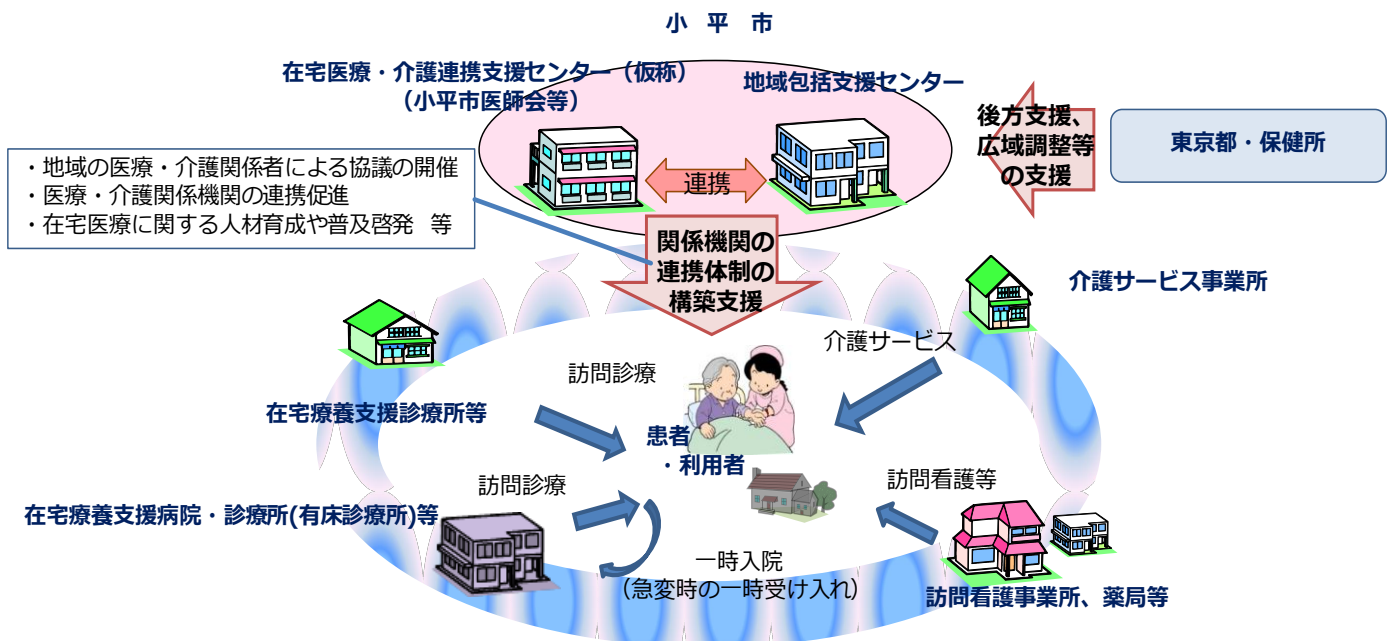 小 平 市
在宅医療・介護連携支援センター（仮称）
（小平市医師会等）
地域包括支援センター
後方支援、
広域調整等
の支援
東京都・保健所
・地域の医療・介護関係者による協議の開催
・医療・介護関係機関の連携促進
・在宅医療に関する人材育成や普及啓発 等
連携
関係機関の
連携体制の
構築支援
介護サービス事業所
介護サービス
訪問診療
在宅療養支援診療所等
患者
・利用者
訪問診療
訪問看護等
在宅療養支援病院・診療所(有床診療所)等
一時入院
（急変時の一時受け入れ）
訪問看護事業所、薬局等